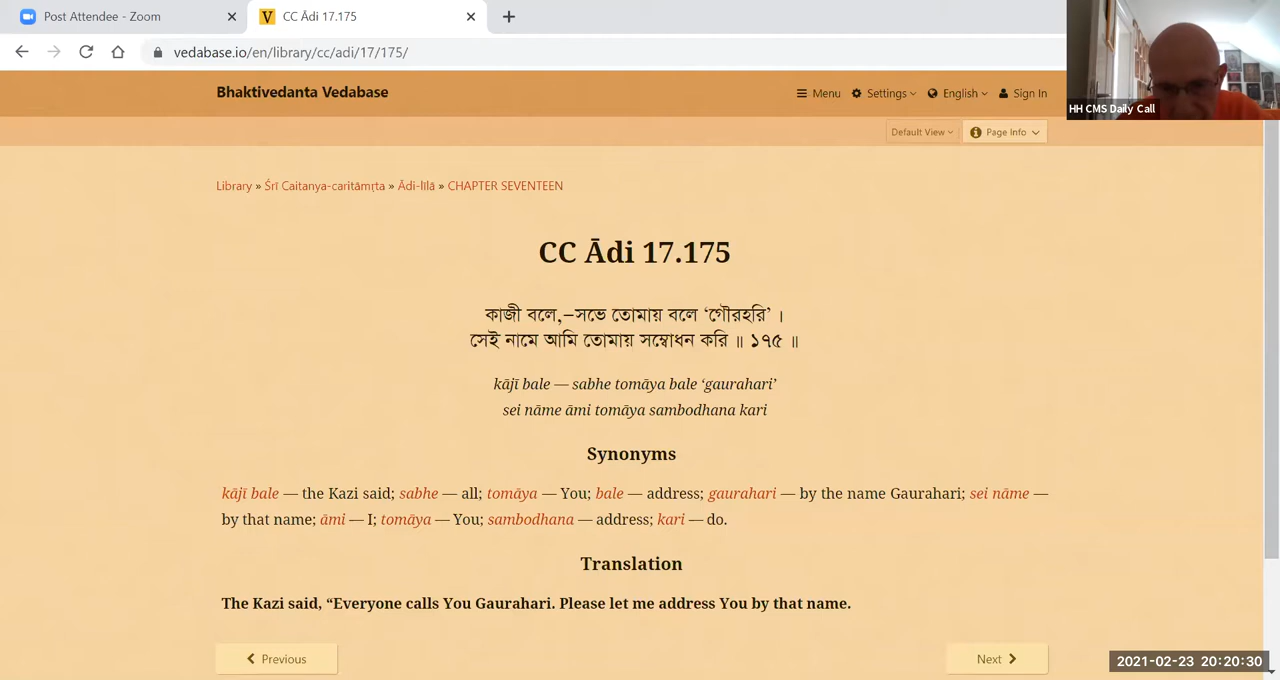 Post Attendee - Zoom
CC Ādi 17.175
vedabase.io/en/library/cc/adi/17/175/
Bhaktivedanta Vedabase
Menu Settings English Sign In
HH CMS Daily Call
Default View Page Info
Library » Śrī Caitanya-caritāmṛta » Ādi-līlā » CHAPTER SEVENTEEN
CC Ādi 17.175
কাজী বলে,–সভে তোমায় বলে ‘গৌরহরি’ ।
সেই নামে আমি তোমায় সম্বোধন করি ॥ ১৭৫ ॥
kājī bale — sabhe tomāya bale ‘gaurahari’
sei nāme āmi tomāya sambodhana kari
Synonyms
kājī bale — the Kazi said; sabhe — all; tomāya — You; bale — address; gaurahari — by the name Gaurahari; sei nāme —
by that name; āmi — I; tomāya — You; sambodhana — address; kari — do.
Translation
The Kazi said, “Everyone calls You Gaurahari. Please let me address You by that name.
Previous
Next
2021-02-23 20:20:30